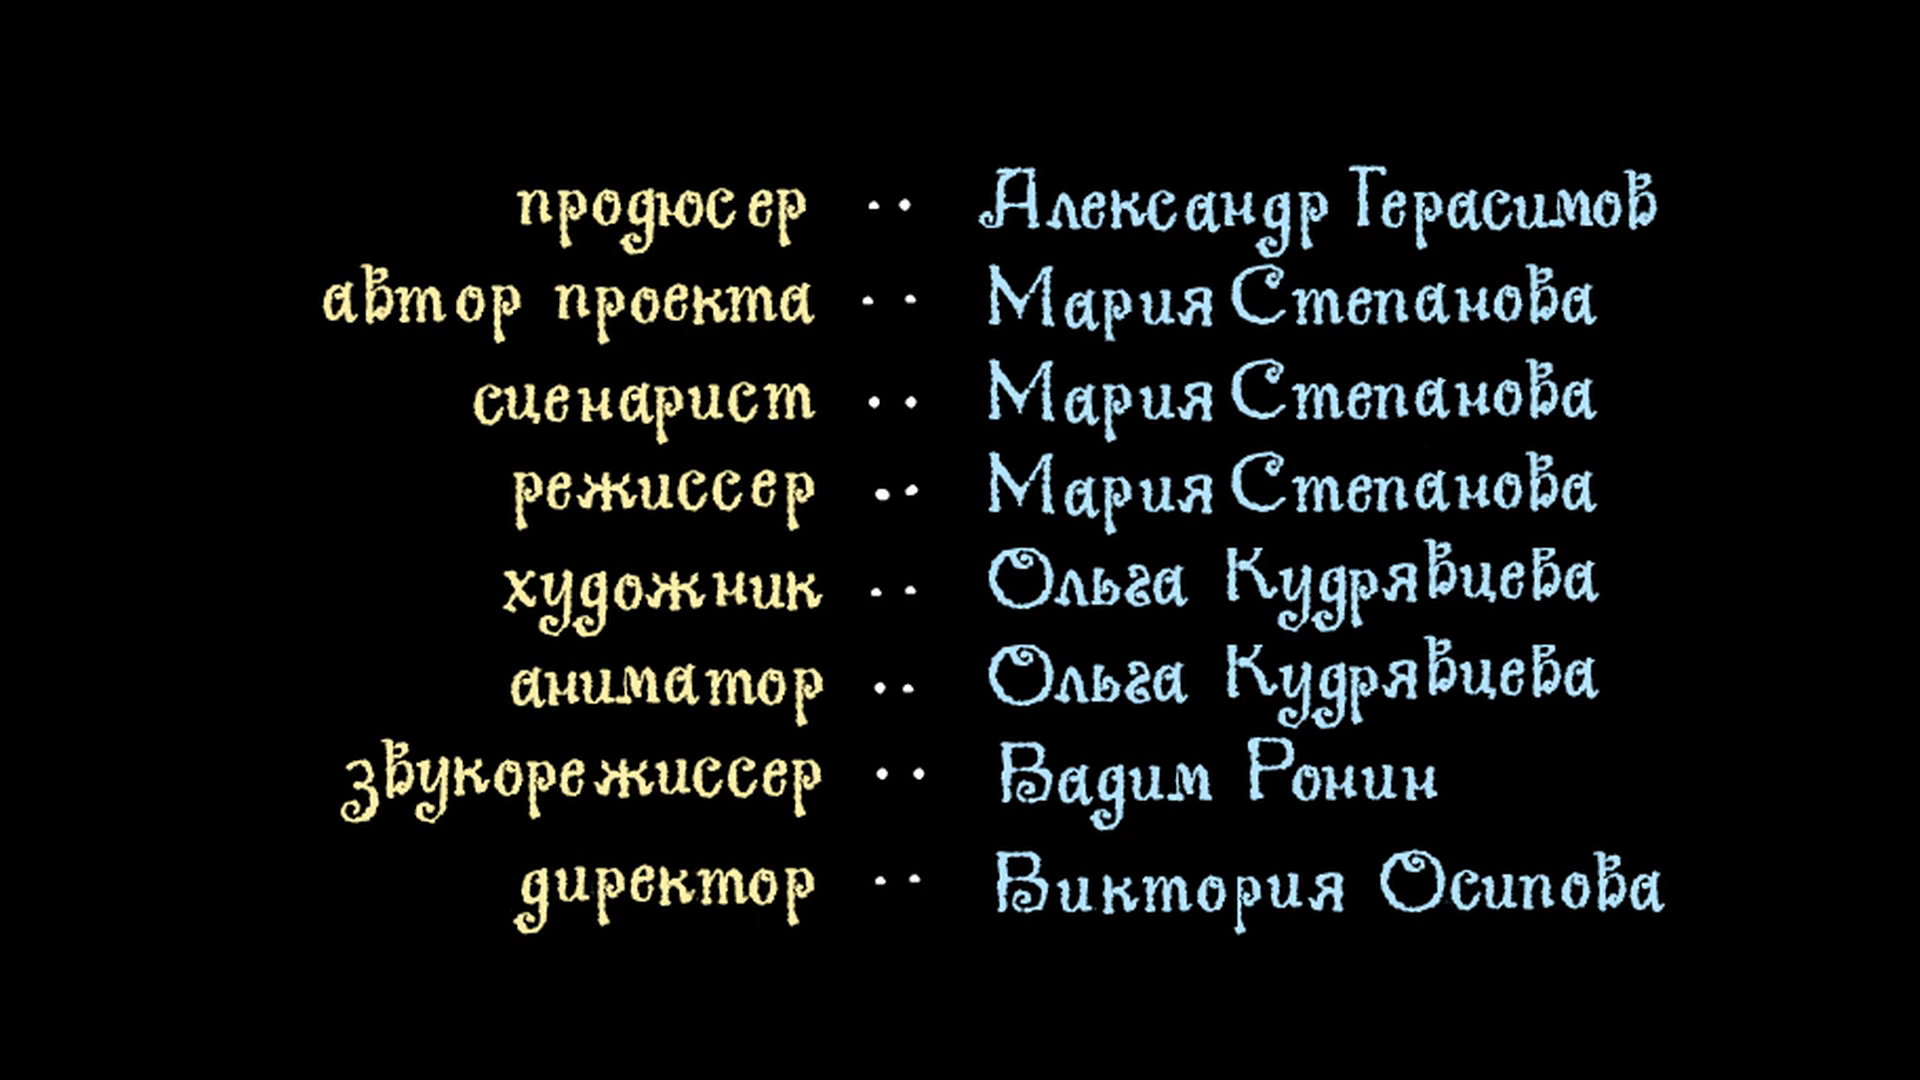 продюсер .. Александр Герасимов
автор проекта .. Мария Степанова
сценарист .. Мария Степанова
режиссер .. Мария Степанова
художник .. Ольга Кудрявцева
аниматор .. Ольга Кудрявцева
звукорежиссер .. Вадим Ронин
директор .. Виктория Осипова